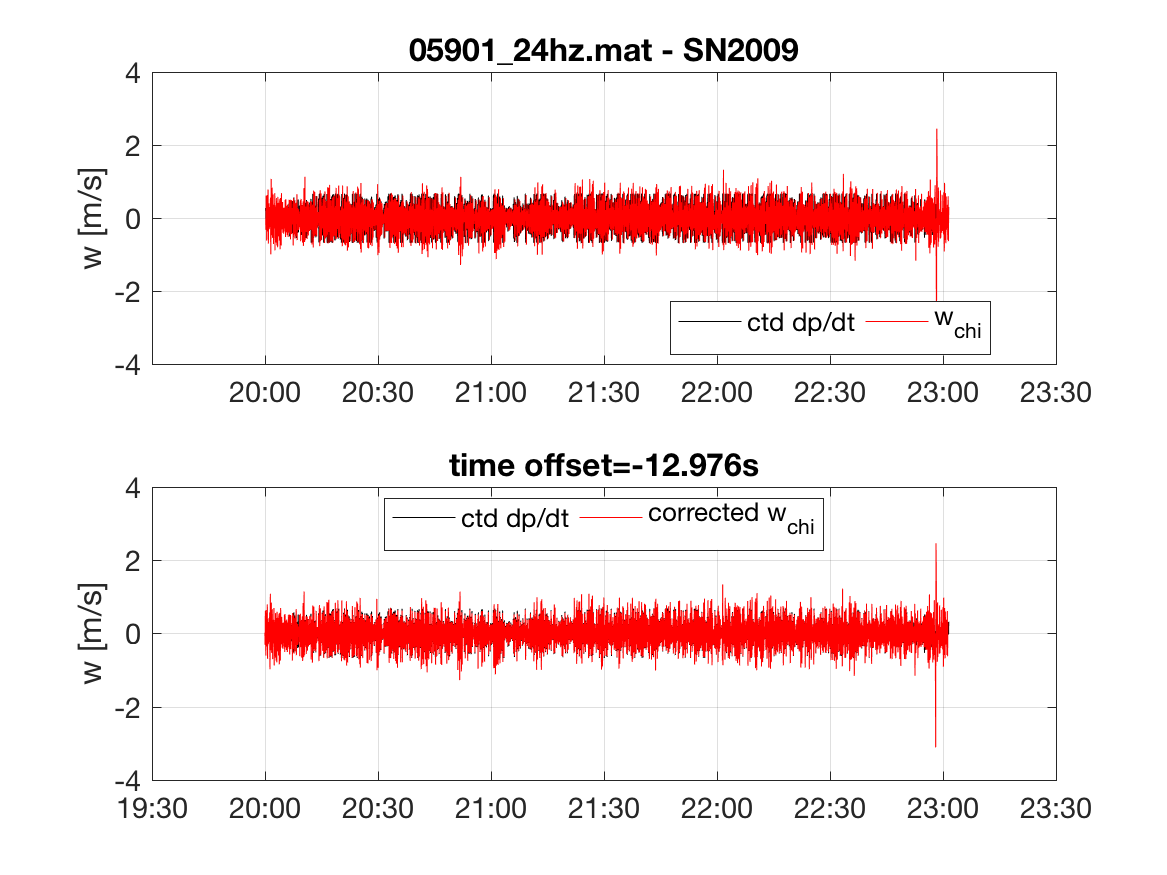 05901_24hz.mat - SN2009
4
2
0
-2
-4
w [m/s]
ctd dp/dt w_chi
20:00 20:30 21:00 21:30 22:00 22:30 23:00 23:30
time offset=-12.976s
4
2
0
-2
-4
w [m/s]
ctd dp/dt corrected w_chi
19:30 20:00 20:30 21:00 21:30 22:00 22:30 23:00 23:30